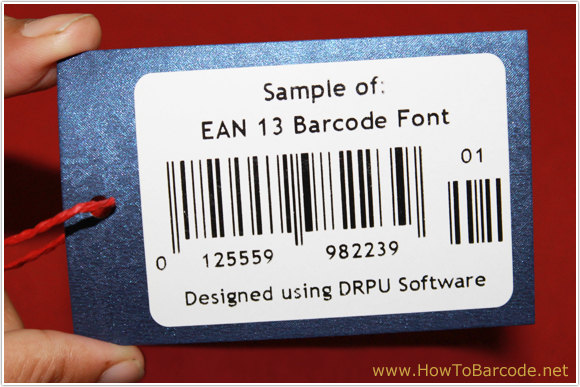 Sample of:
EAN 13 Barcode Font
01
0 125559 982239
Designed using DRPU Software
www.HowToBarcode.net